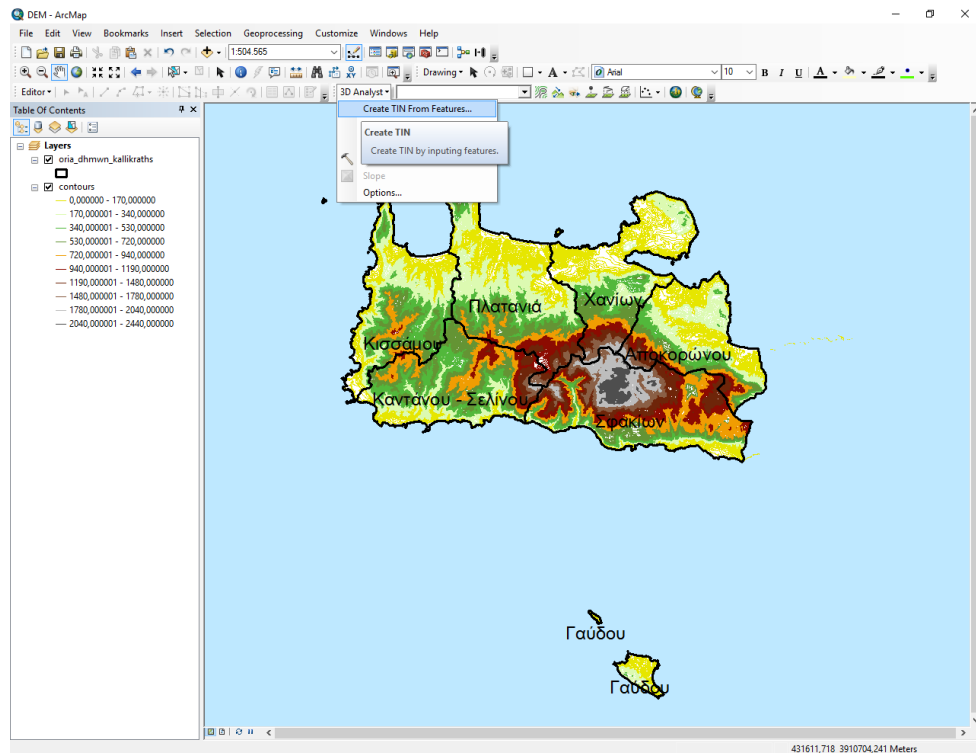 DEM - ArcMap
File Edit View Bookmarks Insert Selection Geoprocessing Customize Windows Help
1:504.565
Drawing Arial 10 B I U A
Editor 3D Analyst
Table Of Contents
Create TIN From Features...
Create TIN
Create TIN by inputing features.
Slope
Options...
Layers
oria_dhmwn_kallikraths
contours
0,000000 - 170,000000
170,000001 - 340,000000
340,000001 - 530,000000
530,000001 - 720,000000
720,000001 - 940,000000
940,000001 - 1190,000000
1190,000001 - 1480,000000
1480,000001 - 1780,000000
1780,000001 - 2040,000000
2040,000001 - 2440,000000
Πλατανιά
Χανίων
Κισσάμου
Αποκορώνου
Καντάνου - Σελίνου
Σφακίων
Γαύδου
Γαύδου
431611,718 3910704,241 Meters